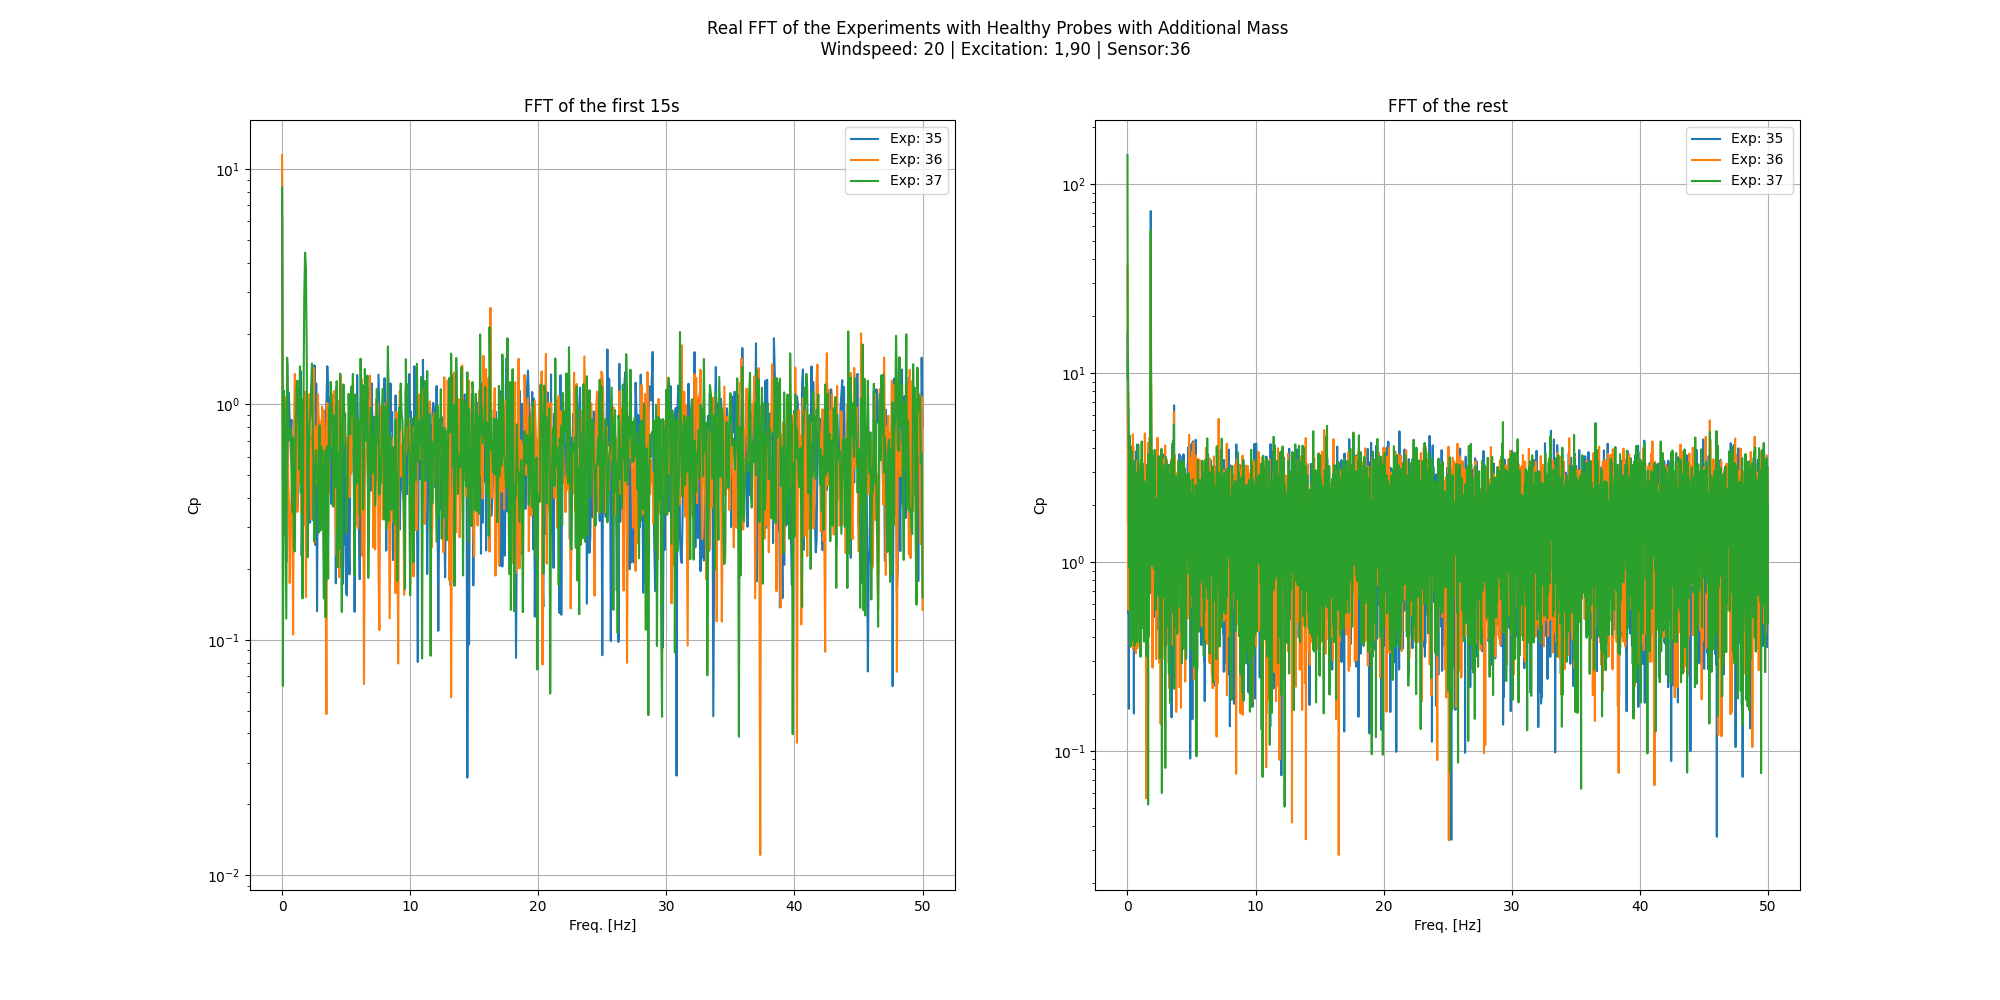 Real FFT of the Experiments with Healthy Probes with Additional Mass
Windspeed: 20 | Excitation: 1,90 | Sensor:36
FFT of the first 15s
Exp: 35
Exp: 36
Exp: 37
10¹
10⁰
10⁻¹
10⁻²
Cp
0 10 20 30 40 50
Freq. [Hz]
FFT of the rest
Exp: 35
Exp: 36
Exp: 37
10²
10¹
10⁰
10⁻¹
Cp
0 10 20 30 40 50
Freq. [Hz]